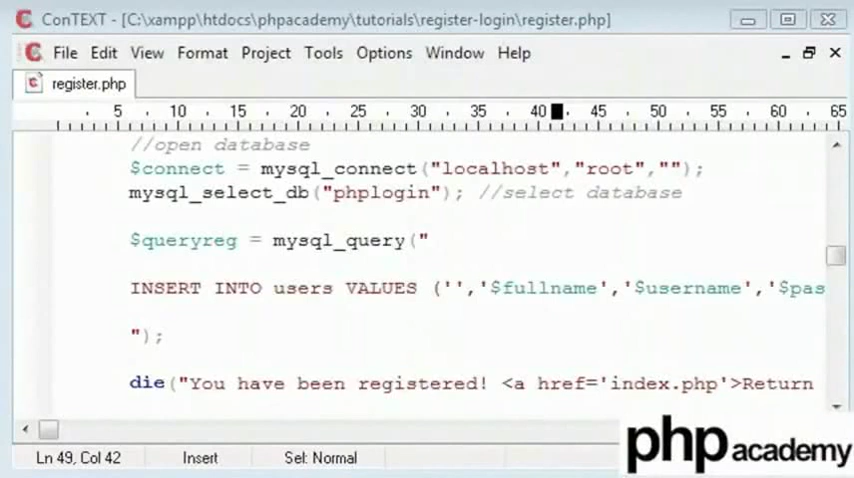 ConTEXT - [C:\xampp\htdocs\phpacademy\tutorials\register-login\register.php]
File Edit View Format Project Tools Options Window Help
register.php
5 10 15 20 25 30 35 40 45 50 55 60 65
//open database
$connect = mysql_connect("localhost","root","");
mysql_select_db("phplogin"); //select database
$queryreg = mysql_query("
INSERT INTO users VALUES ('','$fullname','$username','$pas
");
die("You have been registered! <a href='index.php'>Return
Ln 49, Col 42 Insert Sel: Normal
php academy